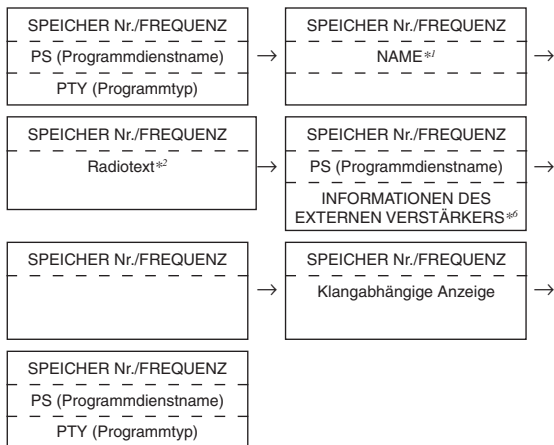 SPEICHER Nr./FREQUENZ
PS (Programmdienstname)
PTY (Programmtyp)
→
SPEICHER Nr./FREQUENZ
NAME*1
→
SPEICHER Nr./FREQUENZ
Radiotext*2
→
SPEICHER Nr./FREQUENZ
PS (Programmdienstname)
INFORMATIONEN DES
EXTERNEN VERSTÄRKERS*6
→
SPEICHER Nr./FREQUENZ
→
SPEICHER Nr./FREQUENZ
Klangabhängige Anzeige
→
SPEICHER Nr./FREQUENZ
PS (Programmdienstname)
PTY (Programmtyp)